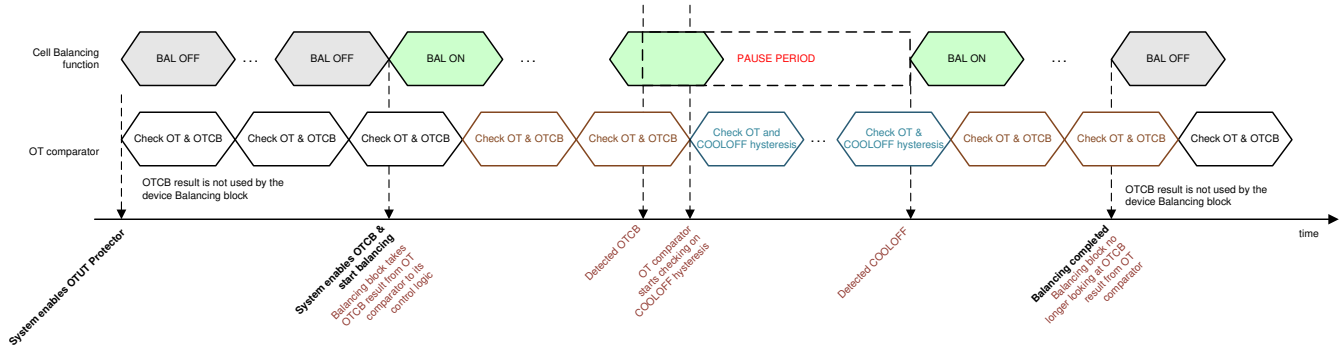 Cell Balancing
function
BAL OFF
...
BAL OFF
BAL ON
...
PAUSE PERIOD
BAL ON
...
BAL OFF
OT comparator
Check OT & OTCB
Check OT & OTCB
Check OT & OTCB
Check OT & OTCB
Check OT & OTCB
Check OT and
COOLOFF hysteresis
...
Check OT &
COOLOFF hysteresis
Check OT & OTCB
Check OT & OTCB
Check OT & OTCB
OTCB result is not used by the
device Balancing block
OTCB result is not used by the
device Balancing block
time
System enables OTUT Protector
System enables OTCB &
start balancing
Balancing block takes
OTCB result from OT
comparator to its
control logic
Detected OTCB
OT comparator
starts checking on
COOLOFF hysteresis
Detected COOLOFF
Balancing completed
Balancing block no
longer looking at OTCB
result from OT
comparator